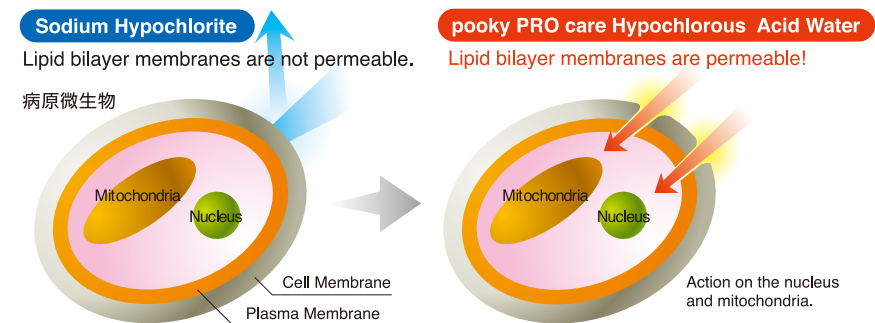 Sodium Hypochlorite
Lipid bilayer membranes are not permeable.
病原微生物
Mitochondria
Nucleus
Cell Membrane
Plasma Membrane
pooky PRO care Hypochlorous Acid Water
Lipid bilayer membranes are permeable!
Mitochondria
Nucleus
Action on the nucleus
and mitochondria.